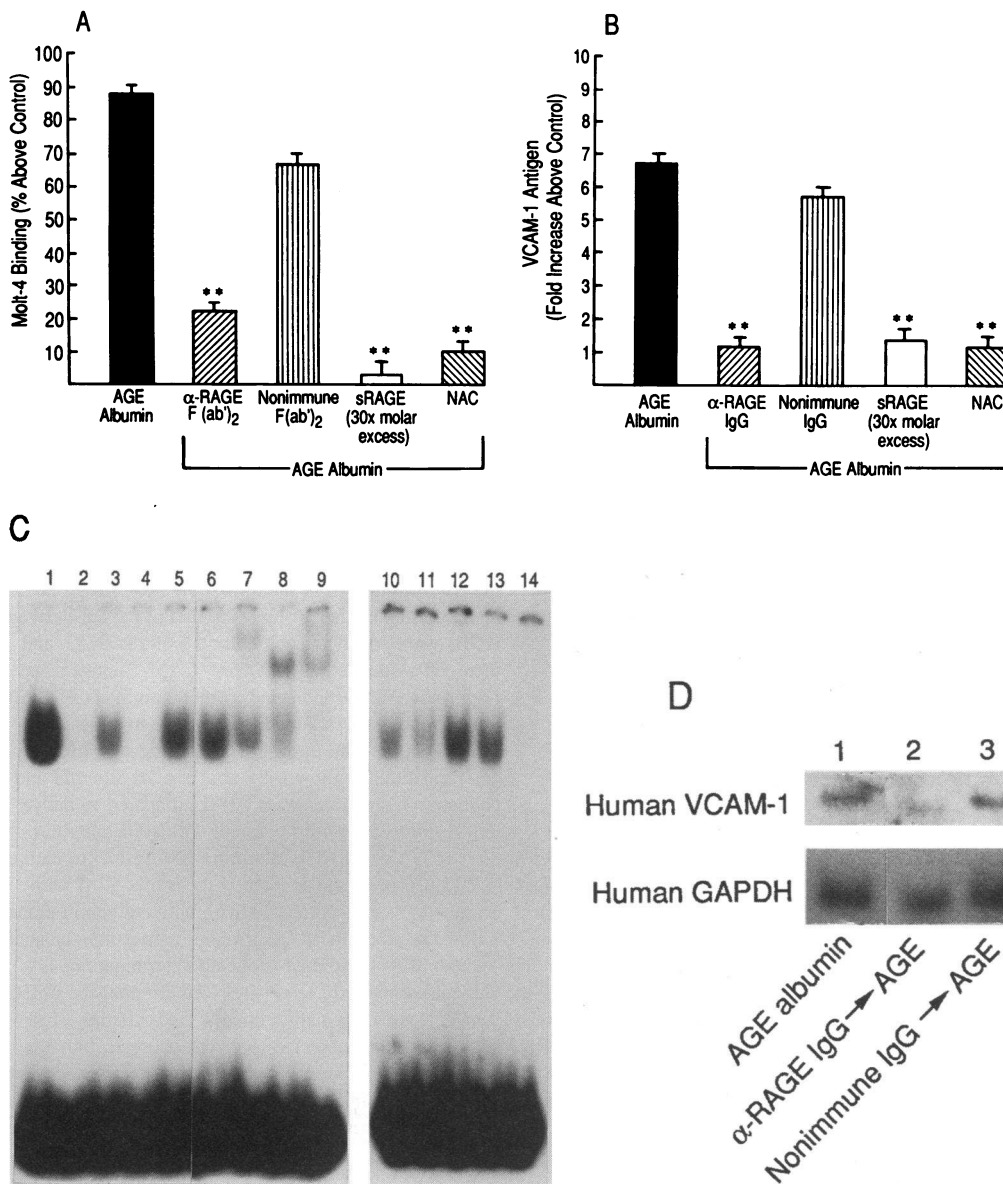 A
Molt-4 Binding (% Above Control)
100
90
80
70
60
50
40
30
20
10
**
**
**
AGE Albumin
α-RAGE F (ab')2
Nonimmune F(ab')2
sRAGE (30x molar excess)
NAC
AGE Albumin
B
VCAM-1 Antigen
(Fold Increase Above Control)
10
9
8
7
6
5
4
3
2
1
**
**
**
AGE Albumin
α-RAGE IgG
Nonimmune IgG
sRAGE (30x molar excess)
NAC
AGE Albumin
C
1 2 3 4 5 6 7 8 9 10 11 12 13 14
D
1 2 3
Human VCAM-1
Human GAPDH
AGE albumin
α-RAGE IgG → AGE
Nonimmune IgG → AGE